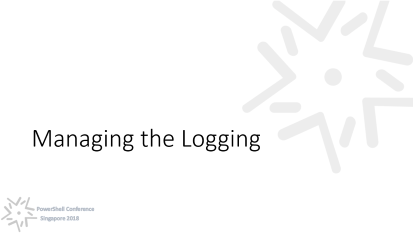 Managing the Logging
PowerShell Conference
Singapore 2018